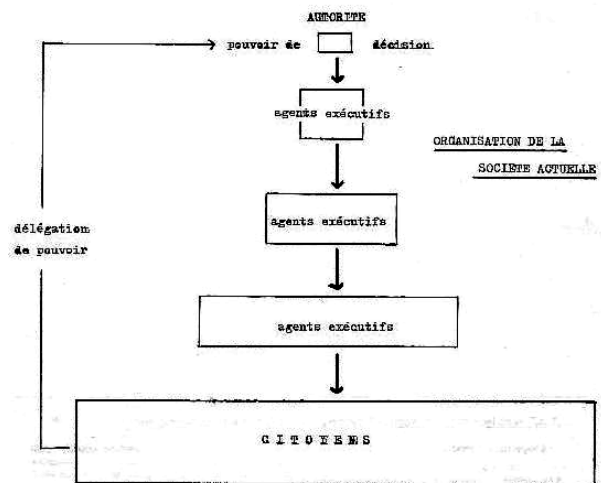 AUTORITE
pouvoir de décision
agents exécutifs
ORGANISATION DE LA
SOCIETE ACTUELLE
agents exécutifs
délégation
de pouvoir
agents exécutifs
CITOYENS